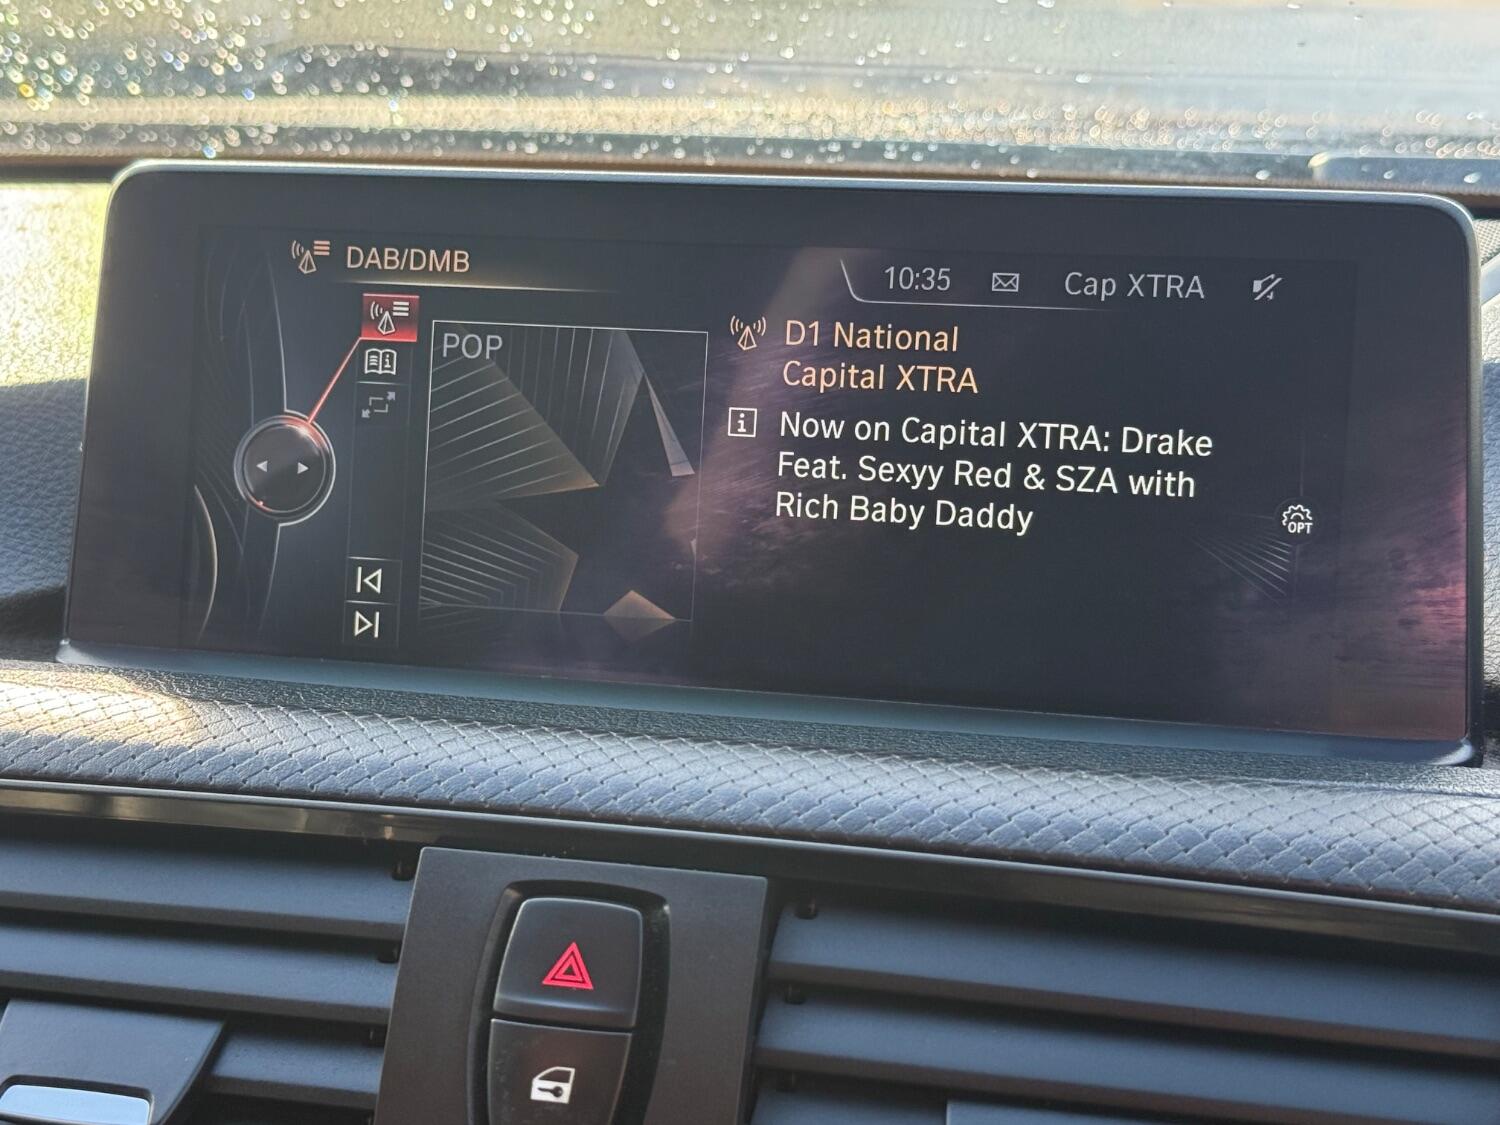 DAB/DMB
10:35
Cap XTRA
POP
D1 National
Capital XTRA
Now on Capital XTRA: Drake
Feat. Sexyy Red & SZA with
Rich Baby Daddy
OPT